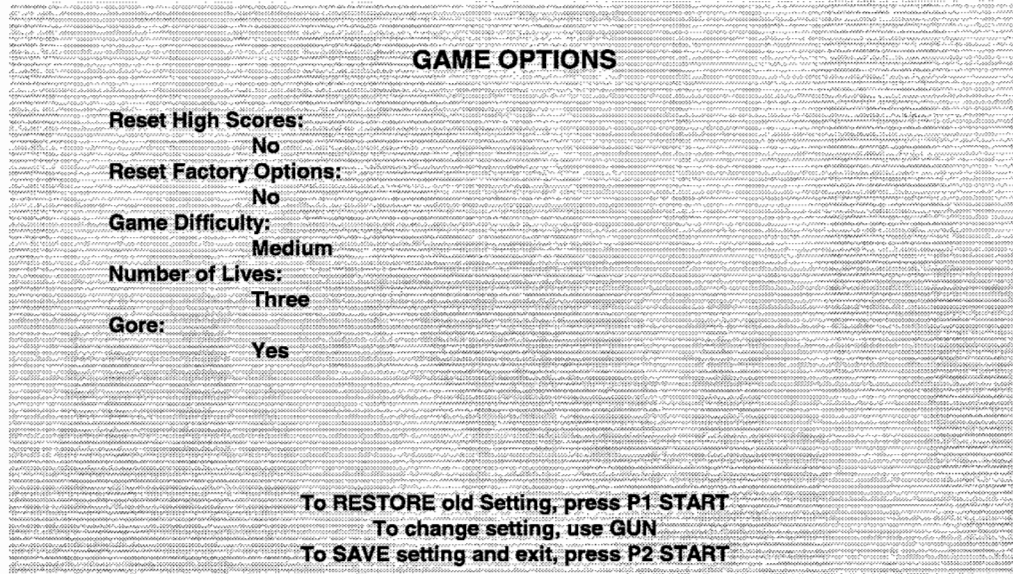 GAME OPTIONS
Reset High Scores:
No
Reset Factory Options:
No
Game Difficulty:
Medium
Number of Lives:
Three
Gore:
Yes
To RESTORE old Setting, press P1 START
To change setting, use GUN
To SAVE setting and exit, press P2 START